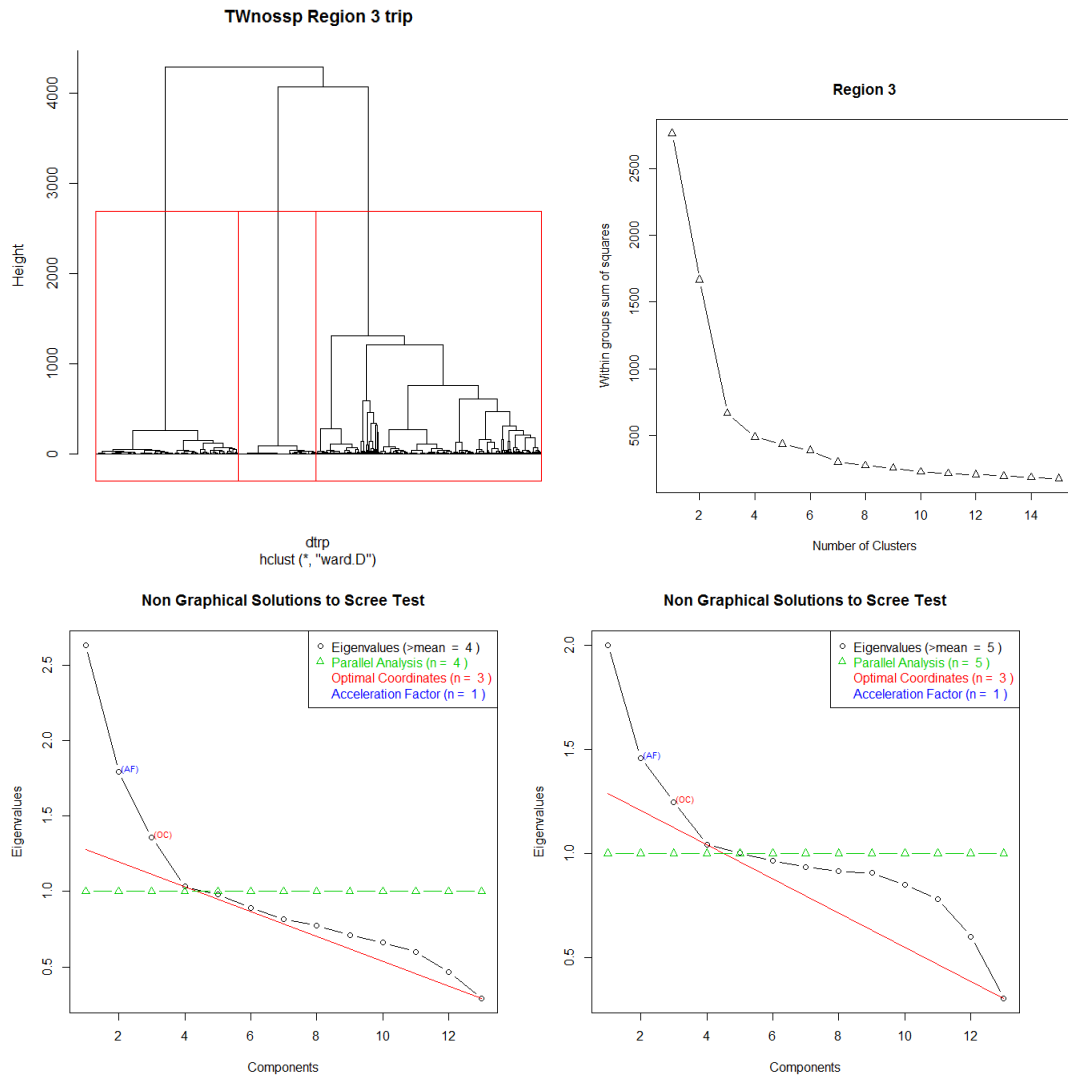 TWnossp Region 3 trip
Height
0
1000
2000
3000
4000
dtrp
hclust (*, "ward.D")
Region 3
Within groups sum of squares
500
1000
1500
2000
2500
2 4 6 8 10 12 14
Number of Clusters
Non Graphical Solutions to Scree Test
Eigenvalues (>mean = 4 )
Parallel Analysis (n = 4 )
Optimal Coordinates (n = 3 )
Acceleration Factor (n = 1 )
(AF)
(OC)
Eigenvalues
0.5
1.0
1.5
2.0
2.5
2 4 6 8 10 12
Components
Non Graphical Solutions to Scree Test
Eigenvalues (>mean = 5 )
Parallel Analysis (n = 5 )
Optimal Coordinates (n = 3 )
Acceleration Factor (n = 1 )
(AF)
(OC)
Eigenvalues
0.5
1.0
1.5
2.0
2 4 6 8 10 12
Components